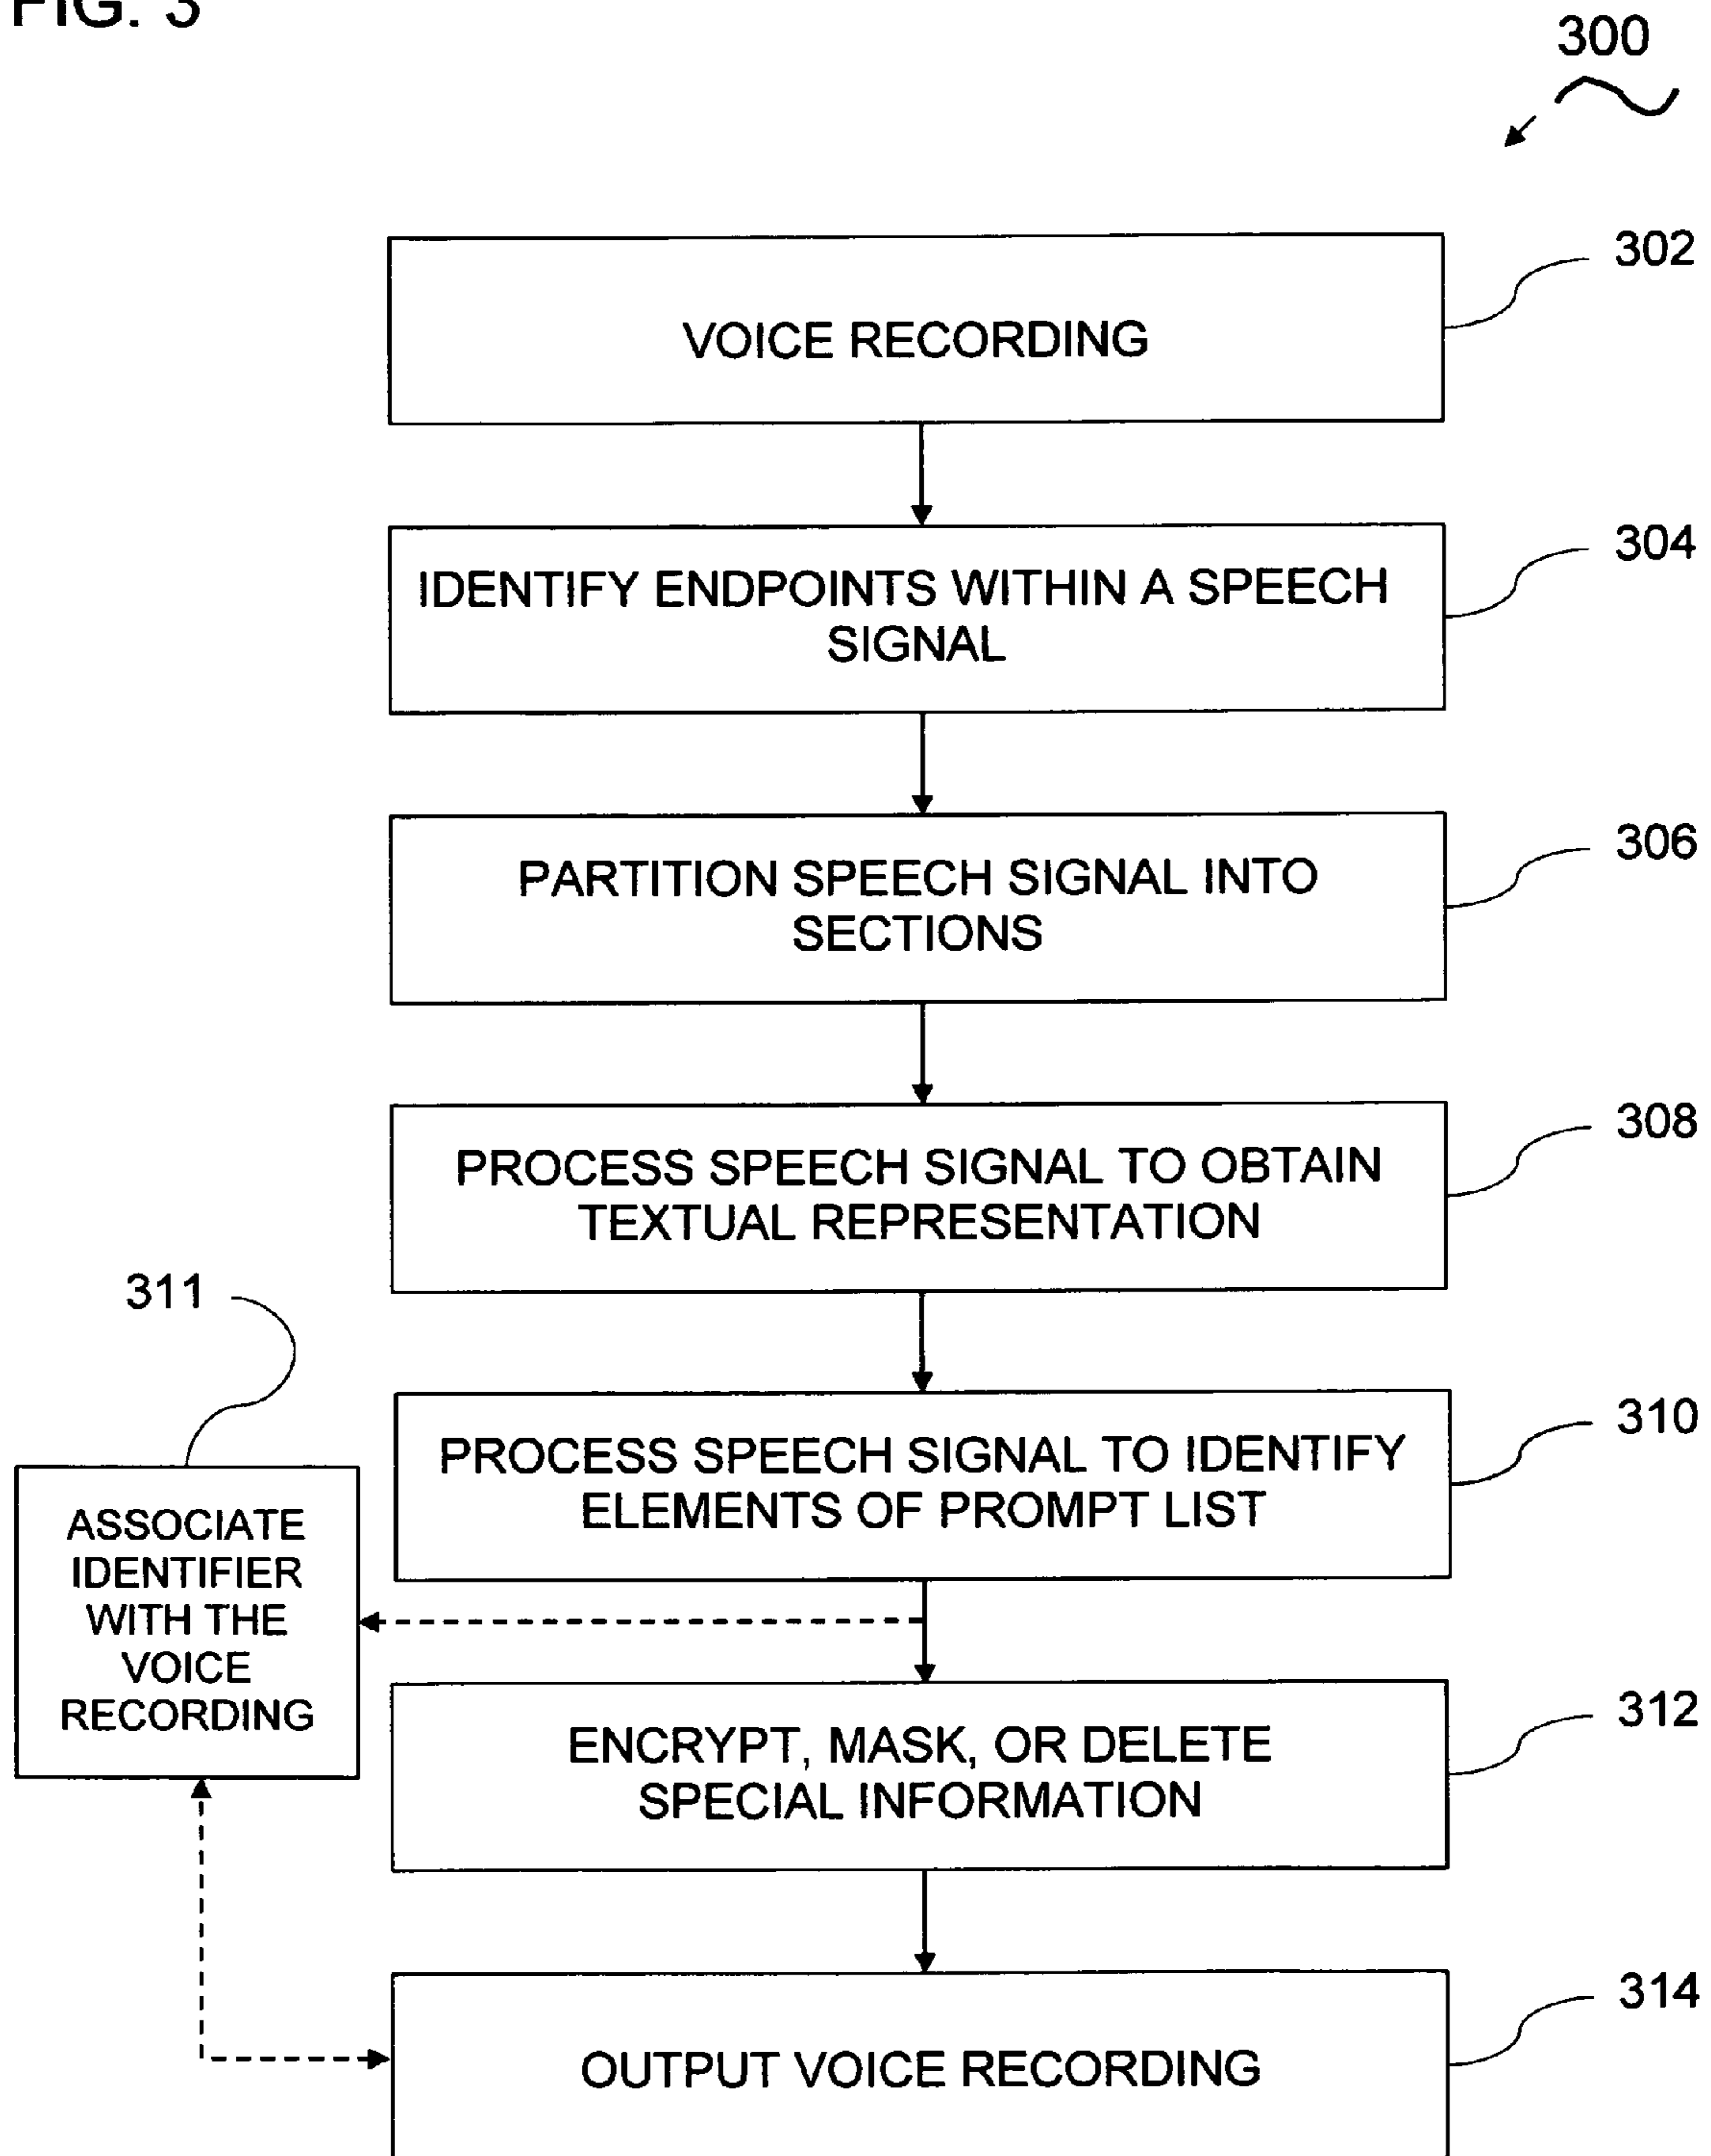 FIG. 3
300
302
VOICE RECORDING
304
IDENTIFY ENDPOINTS WITHIN A SPEECH
SIGNAL
306
PARTITION SPEECH SIGNAL INTO
SECTIONS
308
PROCESS SPEECH SIGNAL TO OBTAIN
TEXTUAL REPRESENTATION
311
310
PROCESS SPEECH SIGNAL TO IDENTIFY
ELEMENTS OF PROMPT LIST
ASSOCIATE
IDENTIFIER
WITH THE
VOICE
RECORDING
312
ENCRYPT, MASK, OR DELETE
SPECIAL INFORMATION
314
OUTPUT VOICE RECORDING